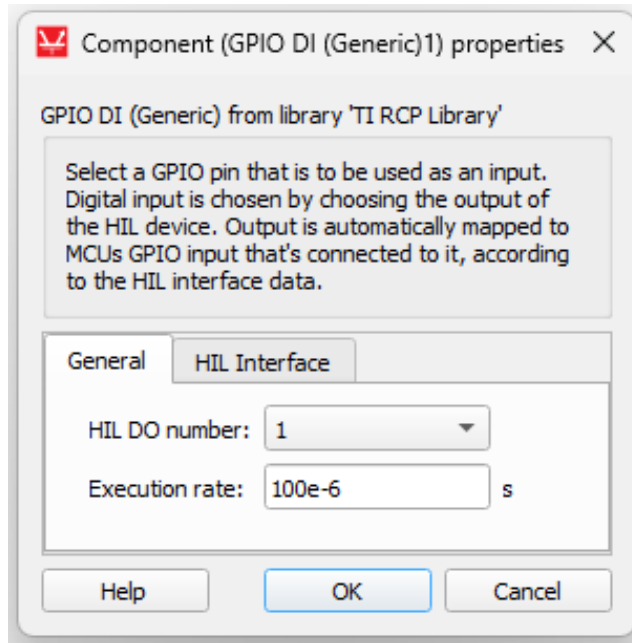 Component (GPIO DI (Generic)1) properties
GPIO DI (Generic) from library 'TI RCP Library'
Select a GPIO pin that is to be used as an input.
Digital input is chosen by choosing the output of
the HIL device. Output is automatically mapped to
MCUs GPIO input that's connected to it, according
to the HIL interface data.
General HIL Interface
HIL DO number: 1
Execution rate: 100e-6 s
Help OK Cancel